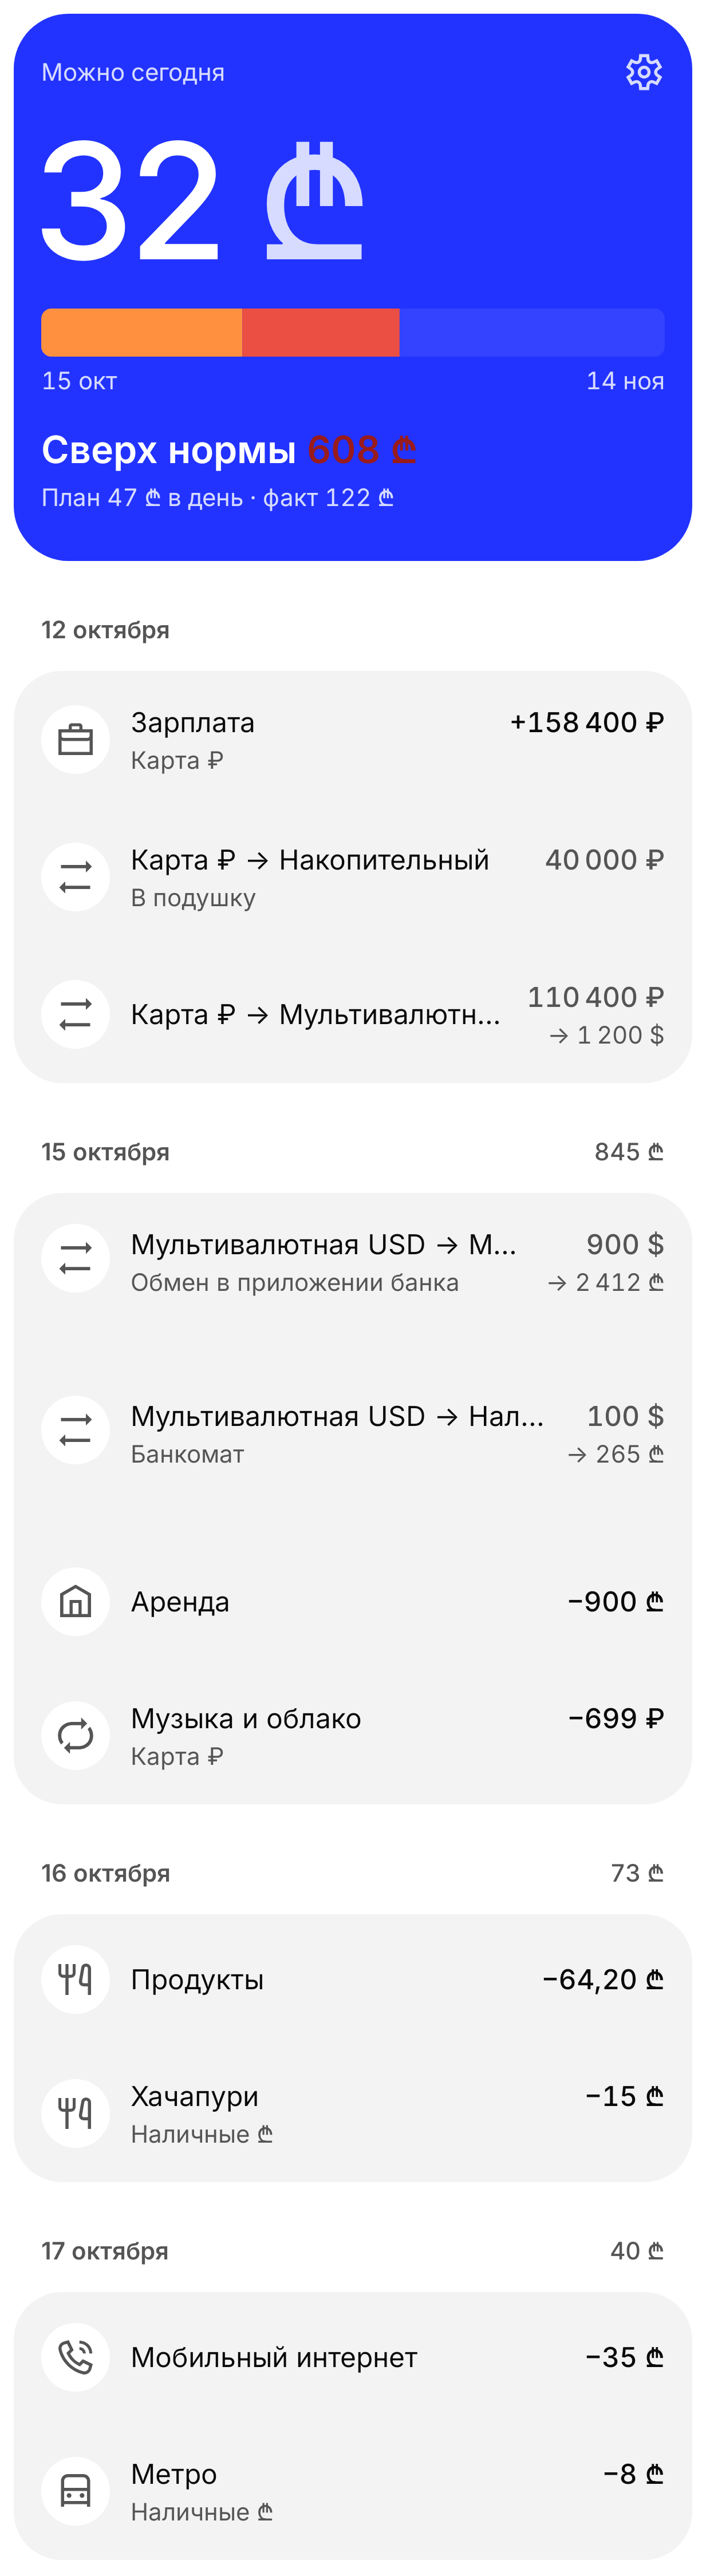 Можно сегодня
32 ₾
15 окт 14 ноя
Сверх нормы 608 ₾
План 47 ₾ в день · факт 122 ₾
12 октября
Зарплата +158 400 ₽
Карта ₽
Карта ₽ → Накопительный 40 000 ₽
В подушку
Карта ₽ → Мультивалютн... 110 400 ₽
→ 1 200 $
15 октября 845 ₾
Мультивалютная USD → М... 900 $
Обмен в приложении банка → 2 412 ₾
Мультивалютная USD → Нал... 100 $
Банкомат → 265 ₾
Аренда −900 ₾
Музыка и облако −699 ₽
Карта ₽
16 октября 73 ₾
Продукты −64,20 ₾
Хачапури −15 ₾
Наличные ₾
17 октября 40 ₾
Мобильный интернет −35 ₾
Метро −8 ₾
Наличные ₾